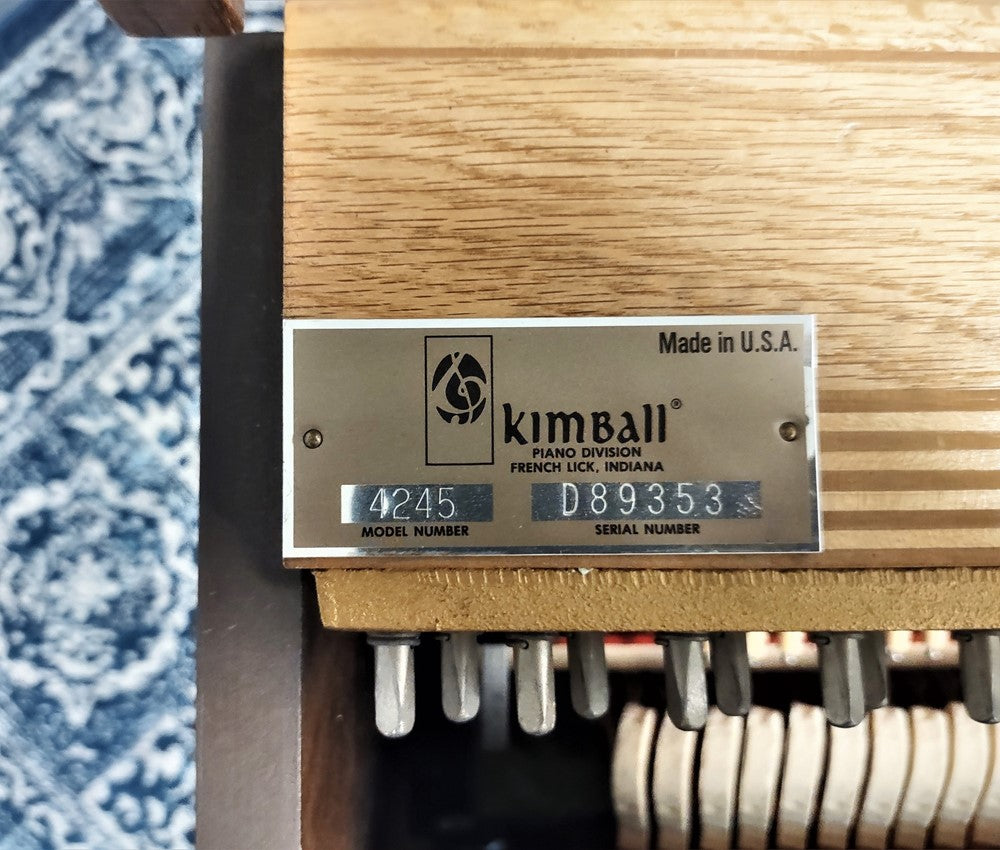 Made in U.S.A.
KIMBALL®
PIANO DIVISION
FRENCH LICK, INDIANA
4245 D89353
MODEL NUMBER SERIAL NUMBER